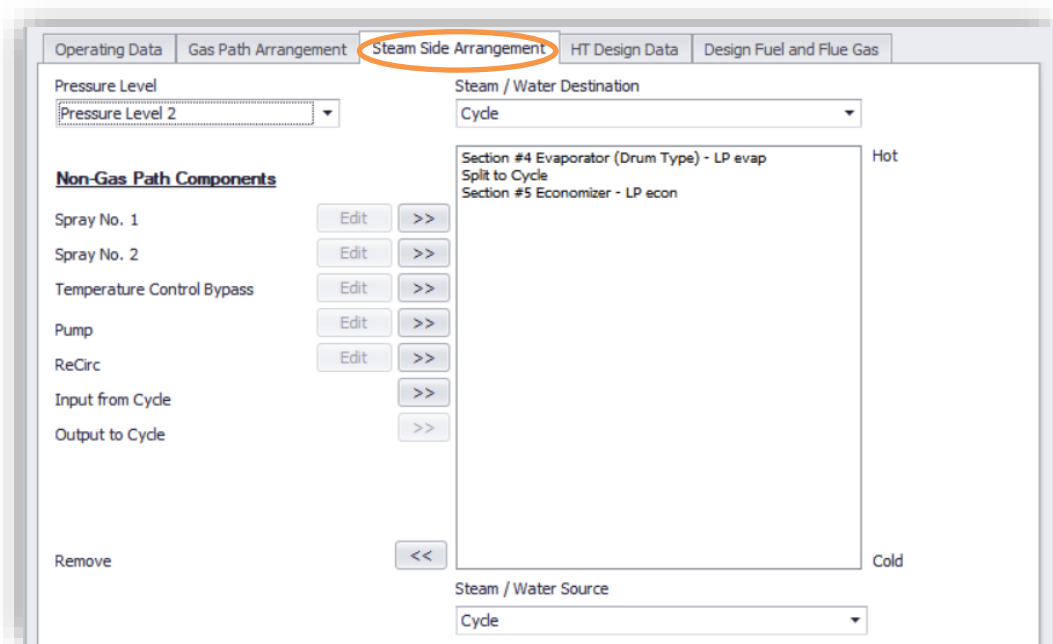 Operating Data Gas Path Arrangement Steam Side Arrangement HT Design Data Design Fuel and Flue Gas
Pressure Level
Pressure Level 2
Steam / Water Destination
Cycle
Section #4 Evaporator (Drum Type) - LP evap
Split to Cycle
Section #5 Economizer - LP econ
Hot
Non-Gas Path Components
Spray No. 1 Edit >>
Spray No. 2 Edit >>
Temperature Control Bypass Edit >>
Pump Edit >>
ReCirc Edit >>
Input from Cycle >>
Output to Cycle >>
Remove <<
Cold
Steam / Water Source
Cycle